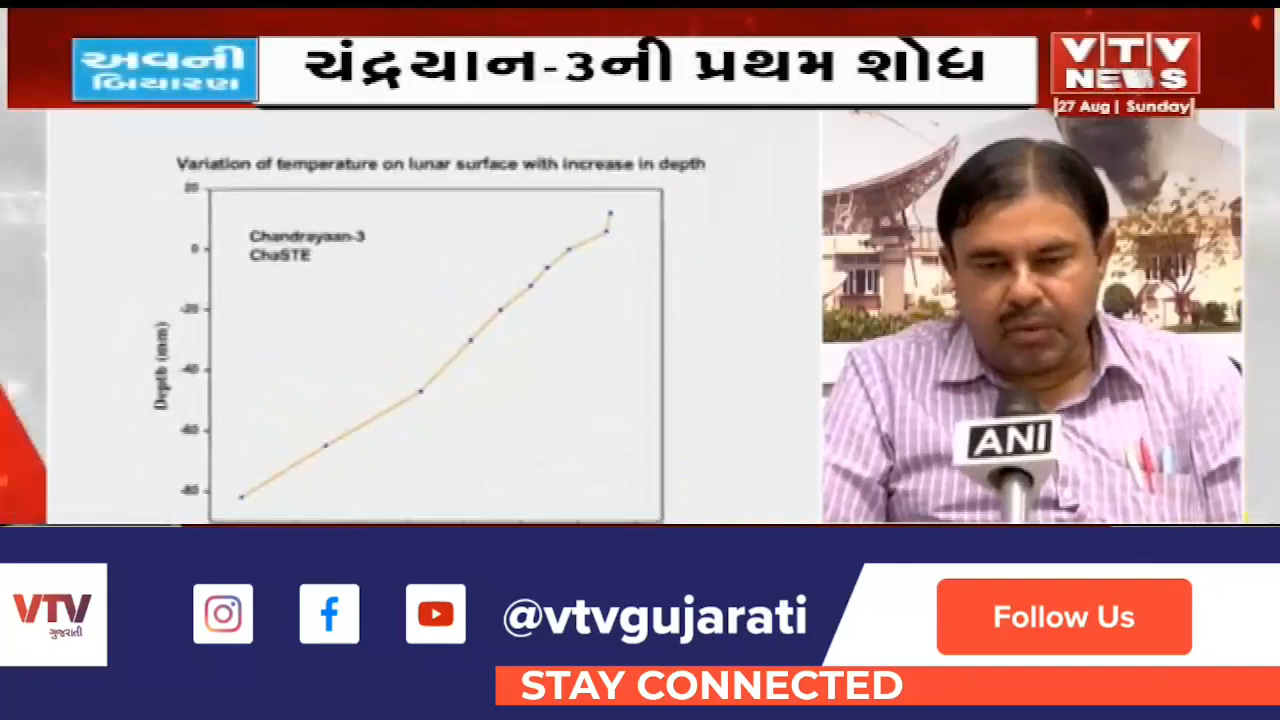 અવની
બિચારણ
ચંદ્રયાન-3ની પ્રથમ શોધ
VTV
NEWS
27 Aug | Sunday
Variation of temperature on lunar surface with increase in depth
20
0
-20
-40
-60
-80
Depth (mm)
Chandrayaan-3
ChaSTE
ANI
VTV
ગુજરાતી
@vtvgujarati
Follow Us
STAY CONNECTED